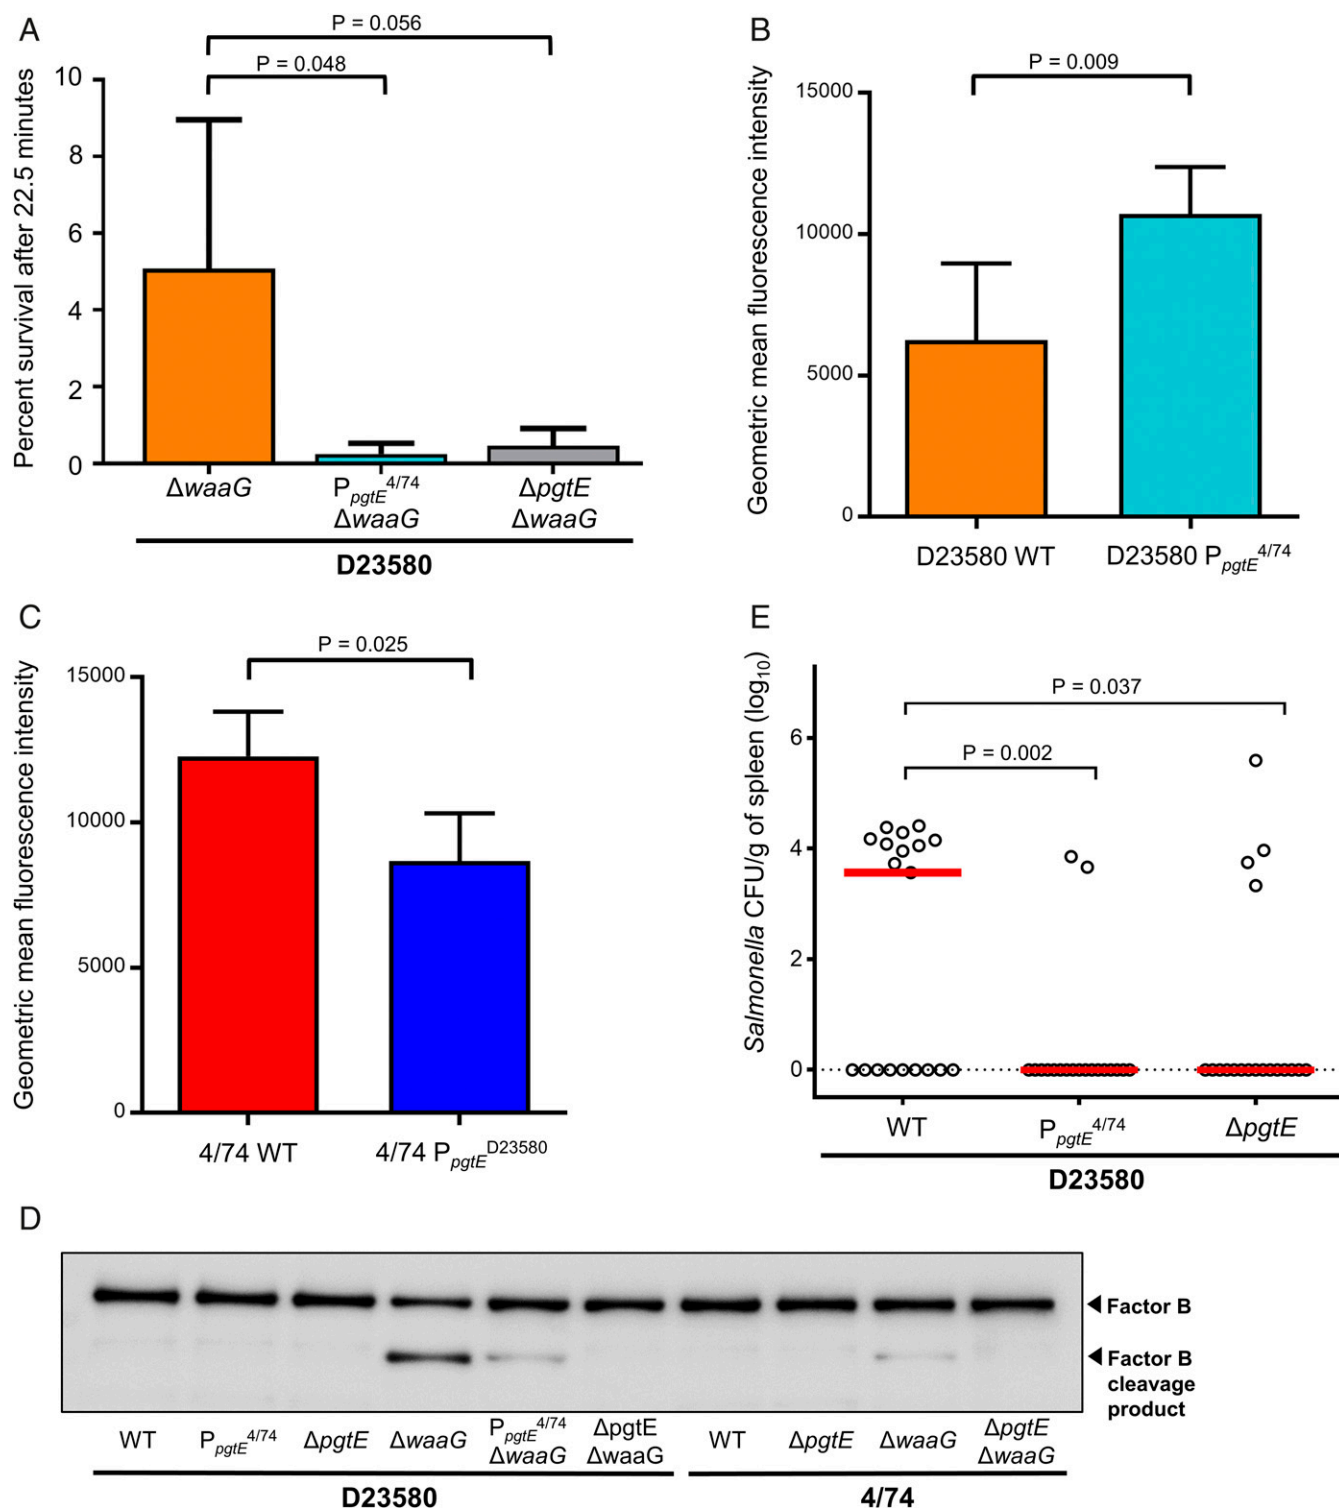 A
P = 0.056
P = 0.048
Percent survival after 22.5 minutes
10
8
6
4
2
0
ΔwaaG
PpgtE4/74
ΔwaaG
ΔpgtE
ΔwaaG
D23580
B
P = 0.009
Geometric mean fluorescence intensity
15000
10000
5000
0
D23580 WT
D23580 PpgtE4/74
C
P = 0.025
Geometric mean fluorescence intensity
15000
10000
5000
0
4/74 WT
4/74 PpgtED23580
E
Salmonella CFU/g of spleen (log10)
P = 0.037
P = 0.002
6
4
2
0
WT
PpgtE4/74
ΔpgtE
D23580
D
Factor B
Factor B
cleavage
product
WT
PpgtE4/74
ΔpgtE
ΔwaaG
PpgtE4/74
ΔwaaG
ΔpgtE
ΔwaaG
WT
ΔpgtE
ΔwaaG
ΔpgtE
ΔwaaG
D23580
4/74